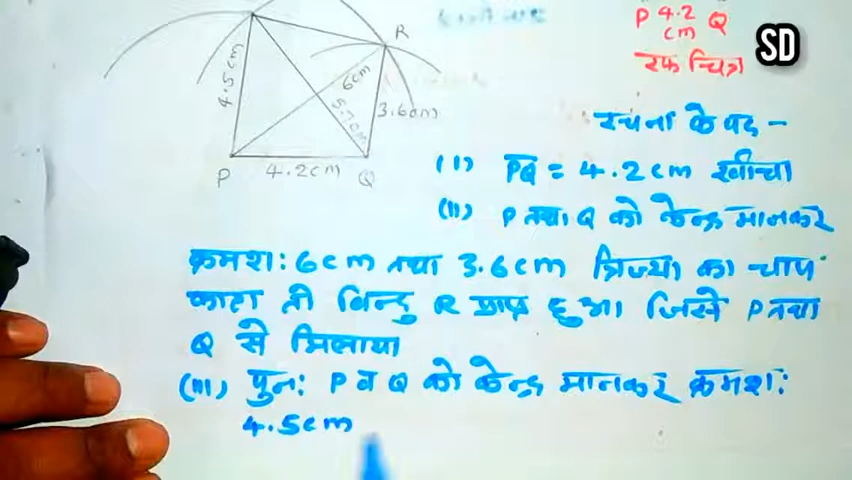 P 4.2 Q
cm
SD
रफ चित्र
R
4.5cm
6cm
5.7cm
3.6cm
P 4.2cm Q
रचना के पद -
(I) PQ = 4.2cm खींचा
(II) P तथा Q को केन्द्र मानकर
क्रमश: 6cm तथा 3.6cm त्रिज्या का चाप
काटा तो बिन्दु R प्राप्त हुआ। जिसे P तथा
Q से मिलाया
(III) पुन: P व Q को केन्द्र मानकर क्रमश:
4.5cm